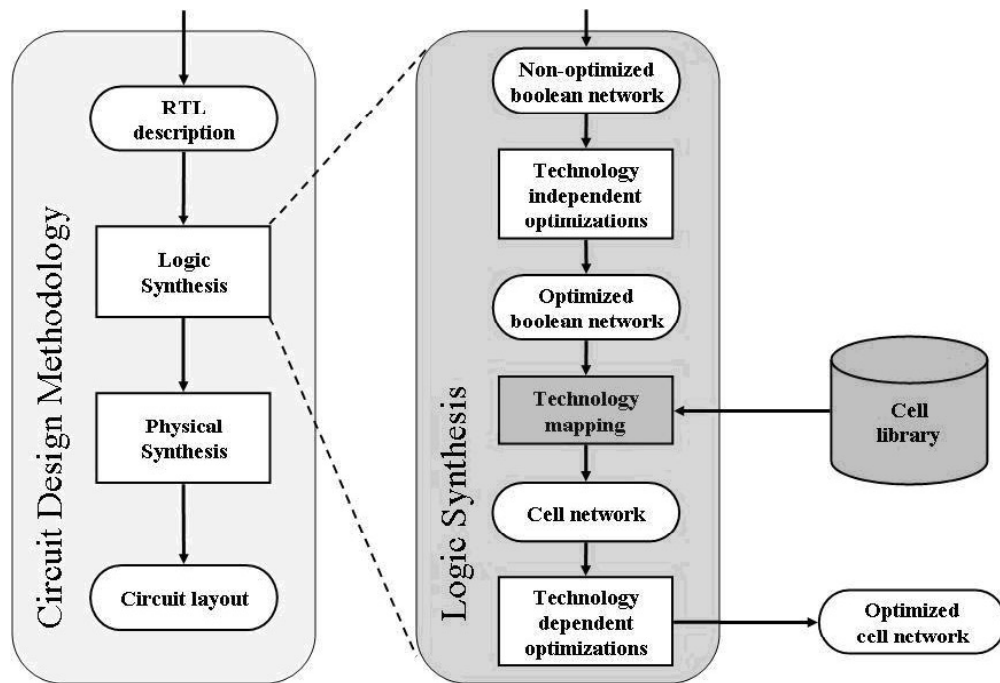 Circuit Design Methodology
RTL
description
Logic
Synthesis
Physical
Synthesis
Circuit layout
Logic Synthesis
Non-optimized
boolean network
Technology
independent
optimizations
Optimized
boolean network
Technology
mapping
Cell network
Technology
dependent
optimizations
Cell
library
Optimized
cell network